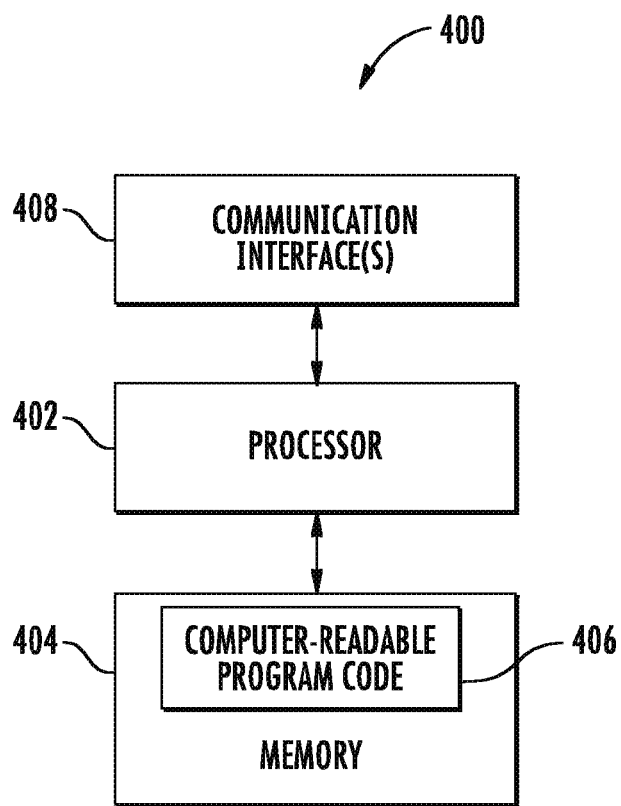 400
408
COMMUNICATION
INTERFACE(S)
402
PROCESSOR
404
COMPUTER-READABLE
PROGRAM CODE
406
MEMORY